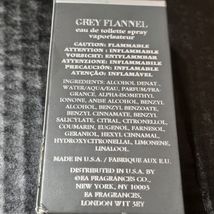 GREY FLANNEL
eau de toilette spray
vaporisateur
CAUTION: FLAMMABLE
ATTENTION: INFLAMMABLE
VORSICHT: ENTFLAMMBAR
ATTENZIONE: INFIAMMABILE
PRECAUCIÓN: INFLAMABLE
ATENÇÃO: INFLAMÁVEL
INGREDIENTS: ALCOHOL DENAT.,
WATER/AQUA/EAU, PARFUM/FRA-
GRANCE, ALPHA-ISOMETHYL
IONONE, ANISE ALCOHOL, BENZYL
ALCOHOL, BENZYL BENZOATE,
BENZYL CINNAMATE, BENZYL
SALICYLATE, CITRAL, CITRONELLOL,
COUMARIN, EUGENOL, FARNESOL,
GERANIOL, HEXYL CINNAMAL,
HYDROXYCITRONELLAL, LIMONENE,
LINALOOL.
MADE IN U.S.A. / FABRIQUE AUX E.U.
DISTRIBUTED IN U.S.A. BY
©EA FRAGRANCES CO.
NEW YORK, NY 10003
EA FRAGRANCES,
LONDON W1T 3RY